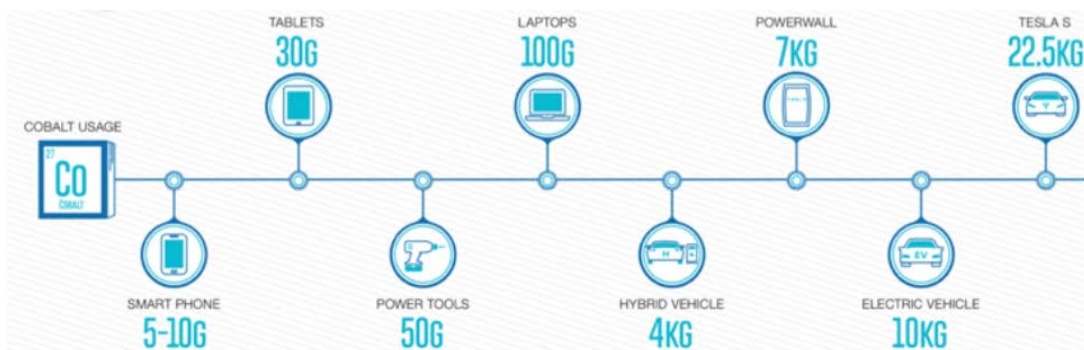 TABLETS
30G
LAPTOPS
100G
POWERWALL
7KG
TESLA S
22.5KG
COBALT USAGE
27
CO
COBALT
TESLA
H
EV
SMART PHONE
5-10G
POWER TOOLS
50G
HYBRID VEHICLE
4KG
ELECTRIC VEHICLE
10KG